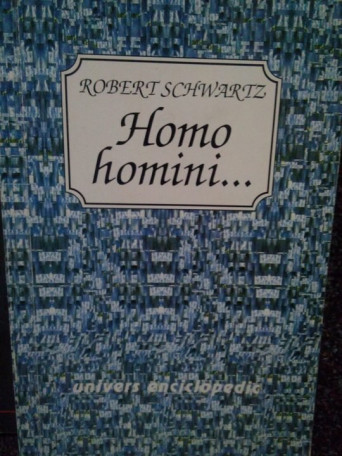 ROBERT SCHWARTZ
Homo
homini...
univers enciclopedic